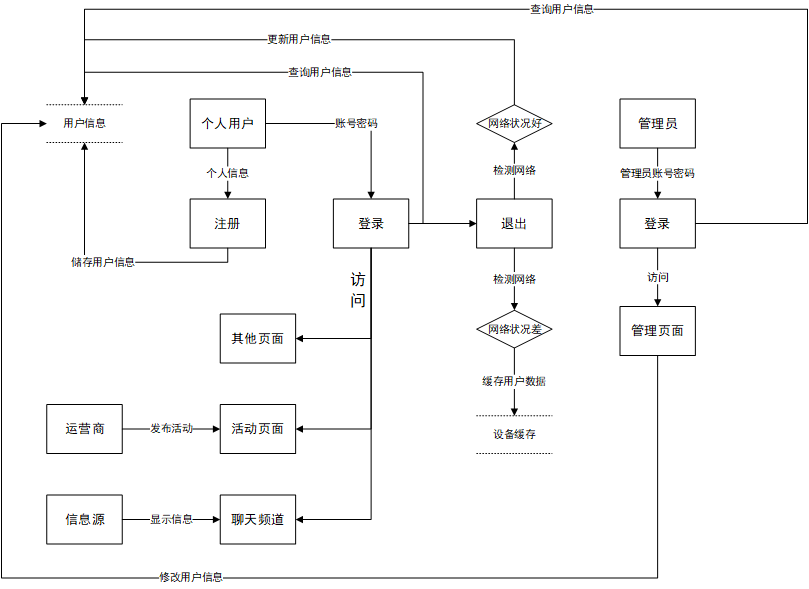 查询用户信息
更新用户信息
查询用户信息
用户信息
个人用户
账号密码
网络状况好
管理员
个人信息
检测网络
管理员账号密码
注册
登录
退出
登录
储存用户信息
访
问
检测网络
访问
其他页面
网络状况差
管理页面
缓存用户数据
运营商
发布活动
活动页面
设备缓存
信息源
显示信息
聊天频道
修改用户信息